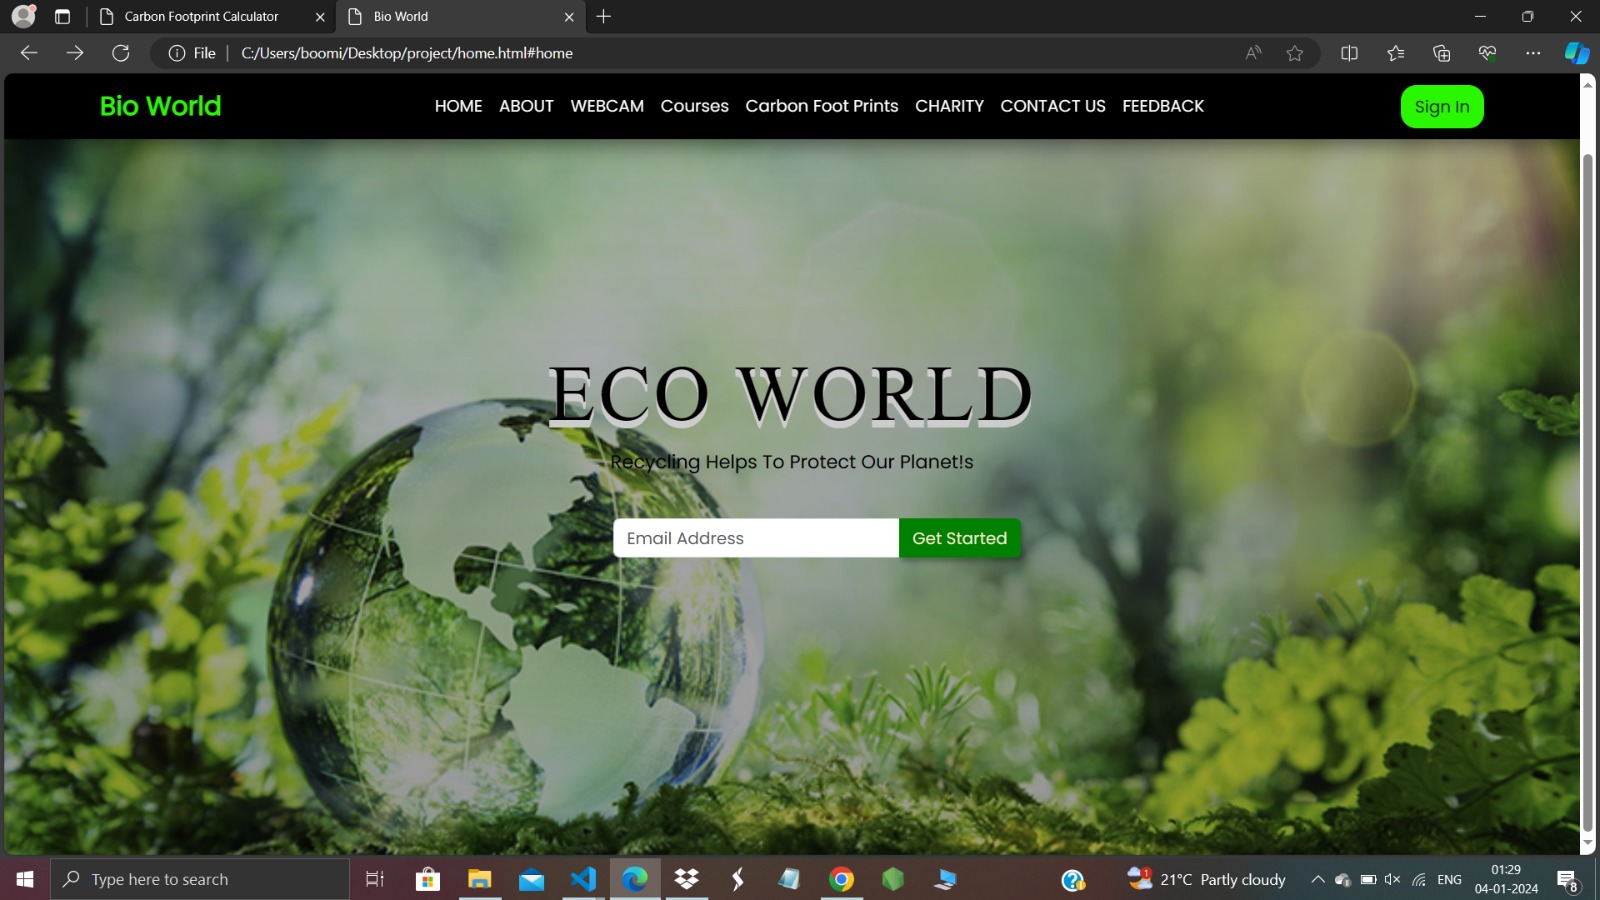 Carbon Footprint Calculator
Bio World
File
C:/Users/boomi/Desktop/project/home.html#home
Bio World
HOME ABOUT WEBCAM Courses Carbon Foot Prints CHARITY CONTACT US FEEDBACK
Sign In
ECO WORLD
Recycling Helps To Protect Our Planet!s
Email Address
Get Started
Type here to search
1
21°C Partly cloudy
ENG
01:29
04-01-2024
8